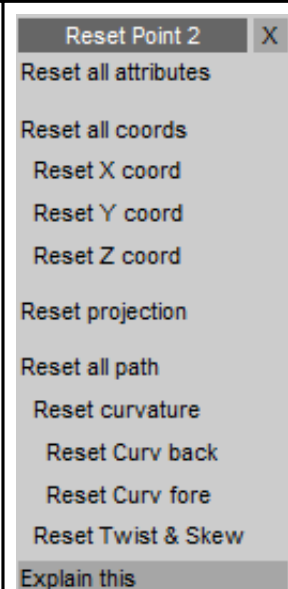 Reset Point 2 X
Reset all attributes
Reset all coords
Reset X coord
Reset Y coord
Reset Z coord
Reset projection
Reset all path
Reset curvature
Reset Curv back
Reset Curv fore
Reset Twist & Skew
Explain this